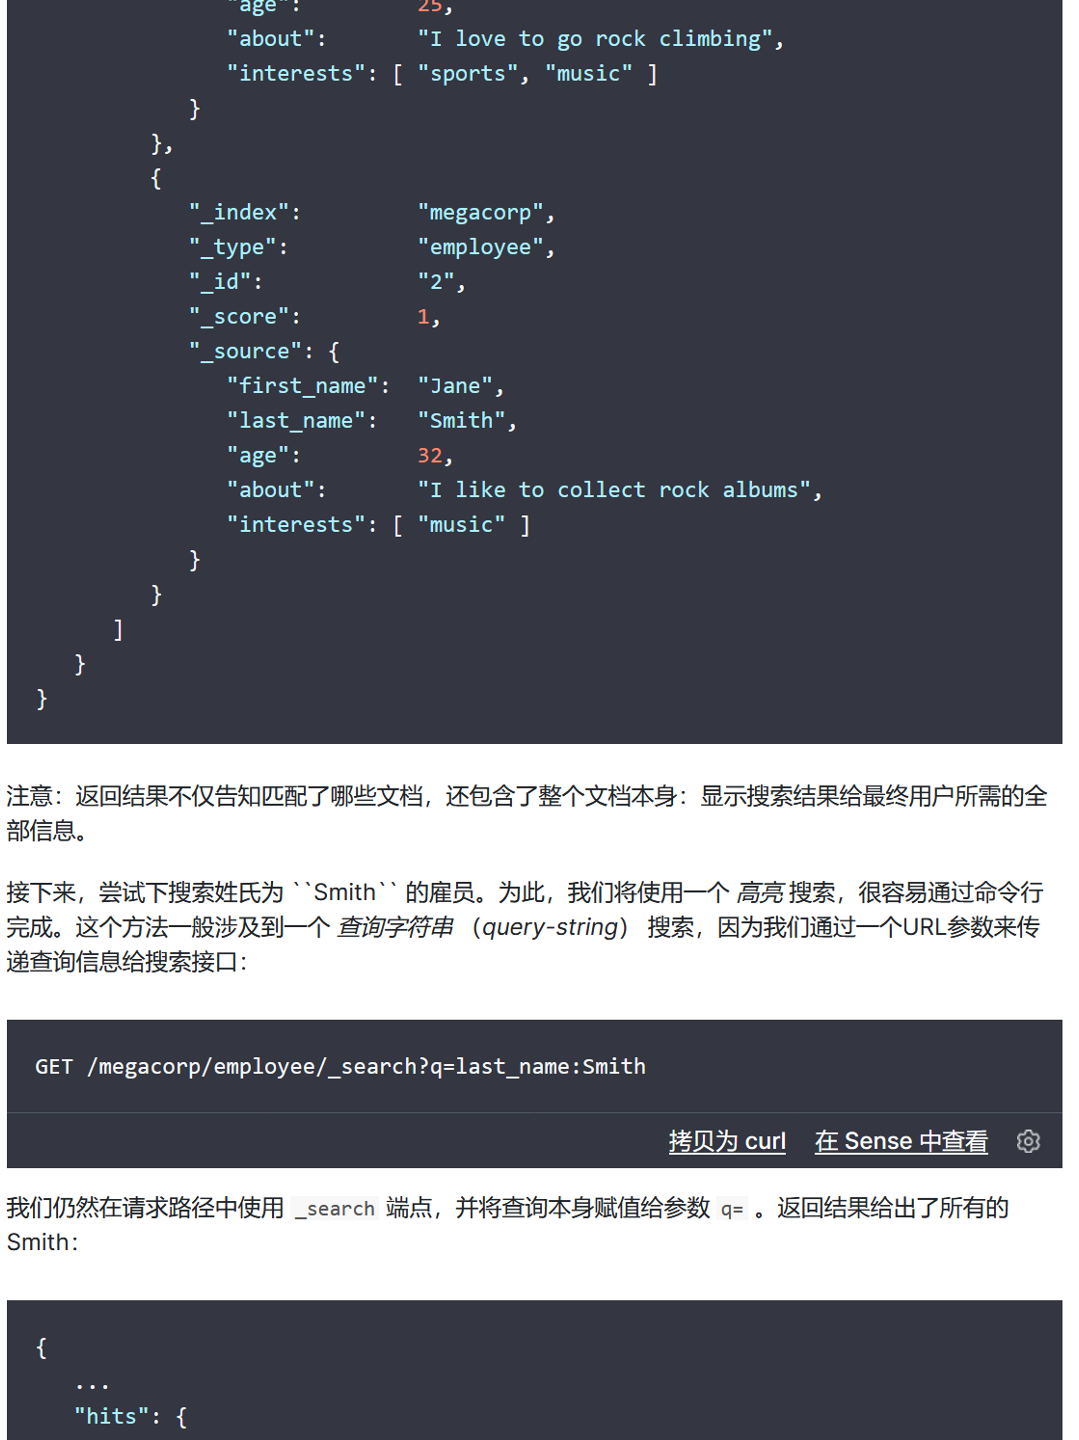 "age":         25,
"about":       "I love to go rock climbing",
"interests": [ "sports", "music" ]
}
},
{
"_index":         "megacorp",
"_type":          "employee",
"_id":            "2",
"_score":         1,
"_source": {
"first_name":  "Jane",
"last_name":   "Smith",
"age":         32,
"about":       "I like to collect rock albums",
"interests": [ "music" ]
}
}
]
}
}
注意：返回结果不仅告知匹配了哪些文档，还包含了整个文档本身：显示搜索结果给最终用户所需的全
部信息。
接下来，尝试下搜索姓氏为 ``Smith`` 的雇员。为此，我们将使用一个 高亮 搜索，很容易通过命令行
完成。这个方法一般涉及到一个 查询字符串 （query-string） 搜索，因为我们通过一个URL参数来传
递查询信息给搜索接口：
GET /megacorp/employee/_search?q=last_name:Smith
拷贝为 curl 在 Sense 中查看
我们仍然在请求路径中使用 _search 端点，并将查询本身赋值给参数 q= 。返回结果给出了所有的
Smith：
{
...
"hits": {